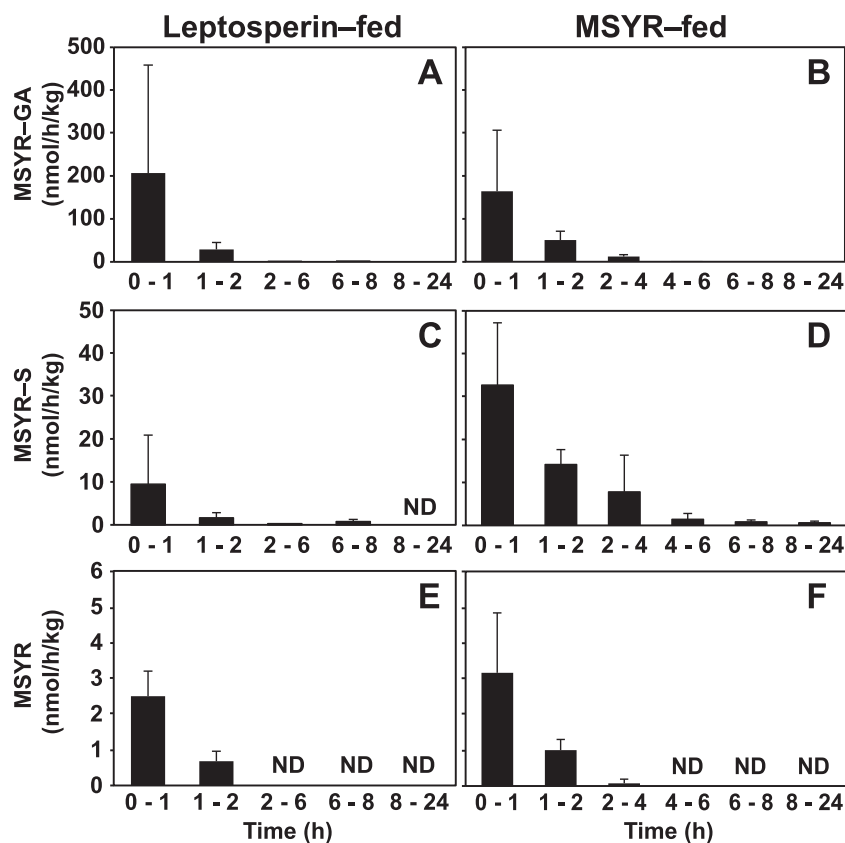 Leptosperin–fed
MSYR–fed
MSYR–GA
(nmol/h/kg)
500
400
300
200
100
0
A
0 - 1 1 - 2 2 - 6 6 - 8 8 - 24
B
0 - 1 1 - 2 2 - 4 4 - 6 6 - 8 8 - 24
MSYR–S
(nmol/h/kg)
50
40
30
20
10
0
C
ND
0 - 1 1 - 2 2 - 6 6 - 8 8 - 24
D
0 - 1 1 - 2 2 - 4 4 - 6 6 - 8 8 - 24
MSYR
(nmol/h/kg)
6
5
4
3
2
1
0
E
ND ND ND
0 - 1 1 - 2 2 - 6 6 - 8 8 - 24
Time (h)
F
ND ND ND
0 - 1 1 - 2 2 - 4 4 - 6 6 - 8 8 - 24
Time (h)